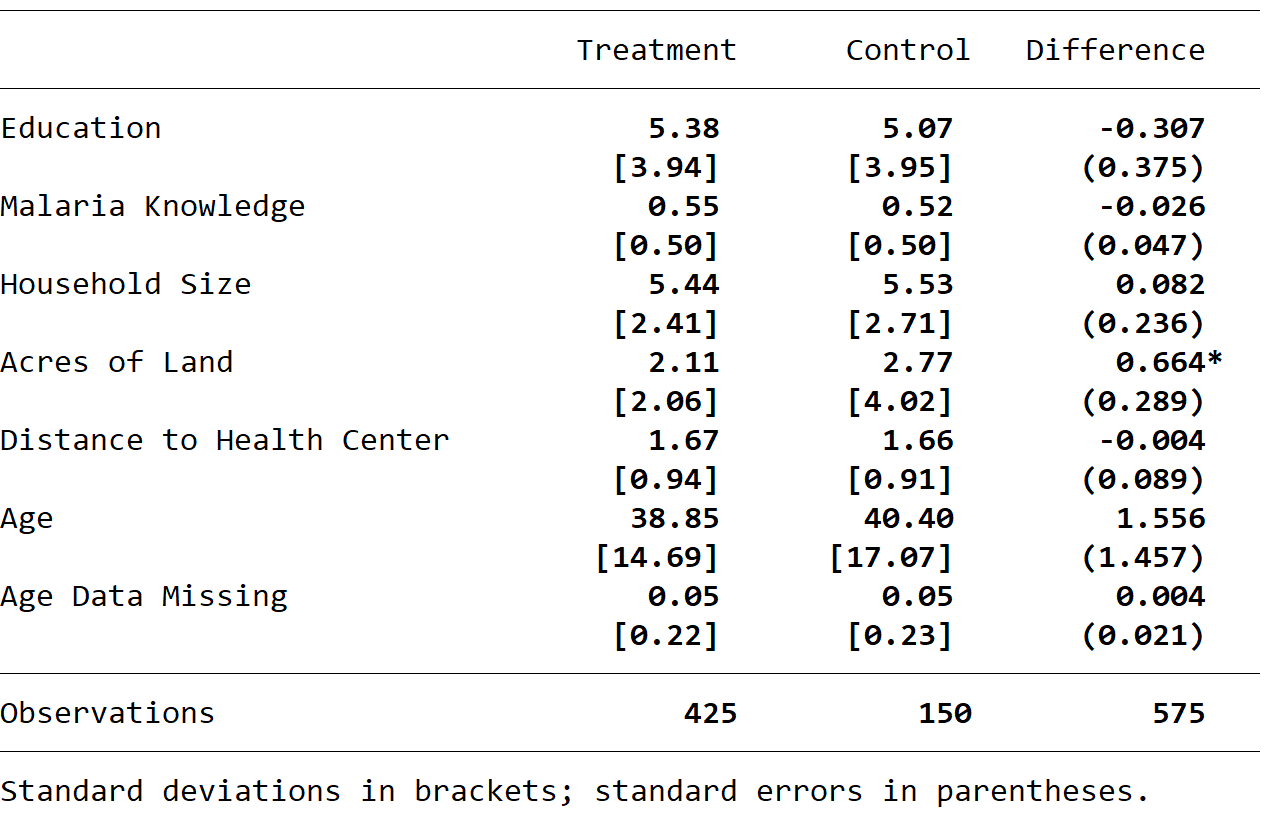 Treatment Control Difference
Education 5.38 5.07 -0.307
[3.94] [3.95] (0.375)
Malaria Knowledge 0.55 0.52 -0.026
[0.50] [0.50] (0.047)
Household Size 5.44 5.53 0.082
[2.41] [2.71] (0.236)
Acres of Land 2.11 2.77 0.664*
[2.06] [4.02] (0.289)
Distance to Health Center 1.67 1.66 -0.004
[0.94] [0.91] (0.089)
Age 38.85 40.40 1.556
[14.69] [17.07] (1.457)
Age Data Missing 0.05 0.05 0.004
[0.22] [0.23] (0.021)
Observations 425 150 575
Standard deviations in brackets; standard errors in parentheses.